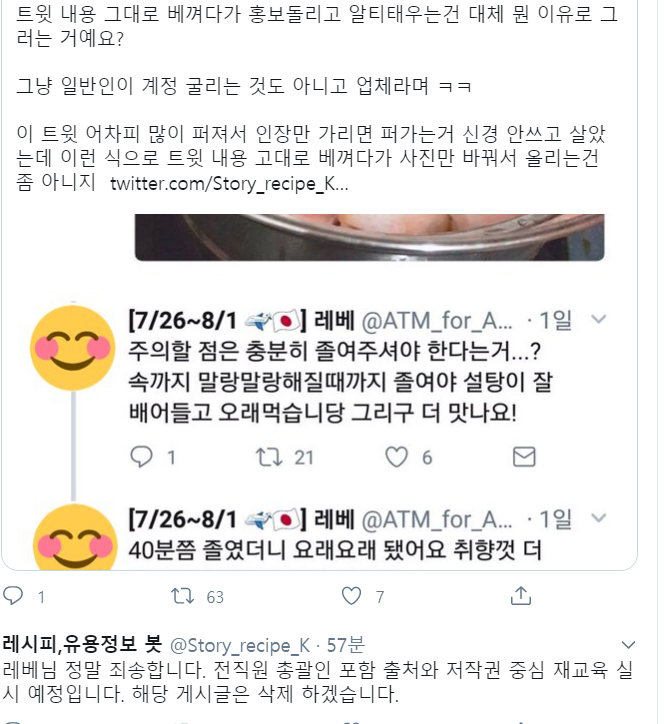 트윗 내용 그대로 베껴다가 홍보돌리고 알티태우는건 대체 뭔 이유로 그
러는 거예요?
그냥 일반인이 계정 굴리는 것도 아니고 업체라며 ㅋㅋ
이 트윗 어차피 많이 퍼져서 인장만 가리면 퍼가는거 신경 안쓰고 살았
는데 이런 식으로 트윗 내용 고대로 베껴다가 사진만 바꿔서 올리는건
좀 아니지 twitter.com/Story_recipe_K...
[7/26~8/1 🛫🇯🇵] 레베 @ATM_for_A... · 1일
주의할 점은 충분히 졸여주셔야 한다는거...?
속까지 말랑말랑해질때까지 졸여야 설탕이 잘
배어들고 오래먹습니당 그리구 더 맛나요!
1 21 6
[7/26~8/1 🛫🇯🇵] 레베 @ATM_for_A... · 1일
40분쯤 졸였더니 요래요래 됐어요 취향껏 더
1 63 7
레시피,유용정보 봇 @Story_recipe_K · 57분
레베님 정말 죄송합니다. 전직원 총괄인 포함 출처와 저작권 중심 재교육 실
시 예정입니다. 해당 게시글은 삭제 하겠습니다.